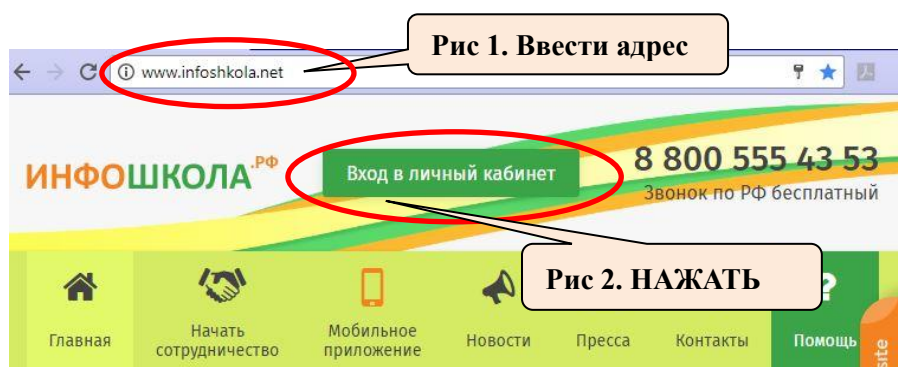 Рис 1. Ввести адрес
www.infoshkola.net
ИНФОШКОЛА.РФ
Вход в личный кабинет
8 800 555 43 53
Звонок по РФ бесплатный
Рис 2. НАЖАТЬ
?
Главная
Начать
сотрудничество
Мобильное
приложение
Новости
Пресса
Контакты
Помощь
site